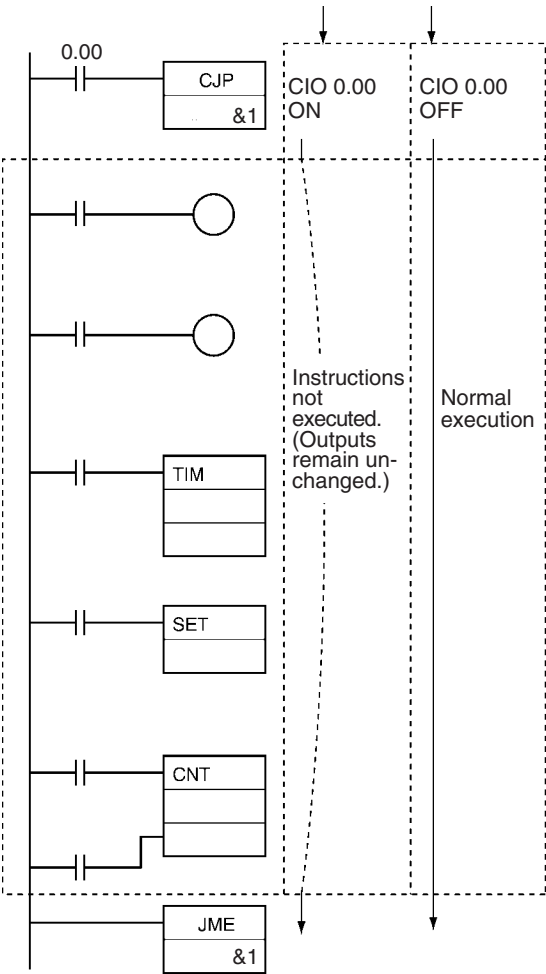 0.00
CJP
&1
CIO 0.00
ON
CIO 0.00
OFF
Instructions
not
executed.
(Outputs
remain un-
changed.)
Normal
execution
TIM
SET
CNT
JME
&1